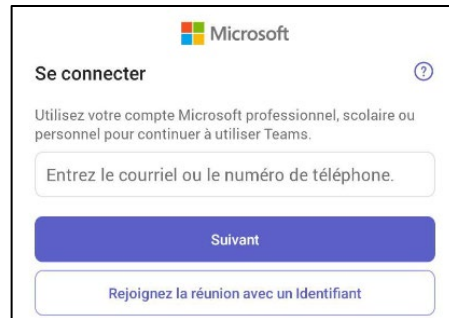 Microsoft
Se connecter
?
Utilisez votre compte Microsoft professionnel, scolaire ou
personnel pour continuer à utiliser Teams.
Entrez le courriel ou le numéro de téléphone.
Suivant
Rejoignez la réunion avec un Identifiant